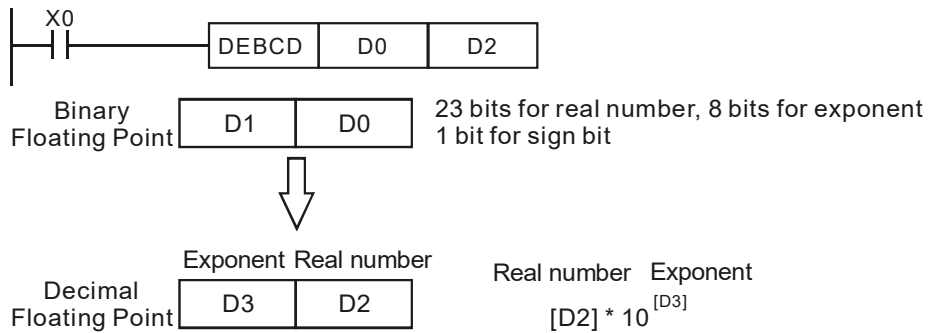 X0
DEBCD D0 D2
Binary
Floating Point
D1 D0
23 bits for real number, 8 bits for exponent
1 bit for sign bit
Exponent Real number
Decimal
Floating Point
D3 D2
Real number Exponent
[D2] * 10 [D3]